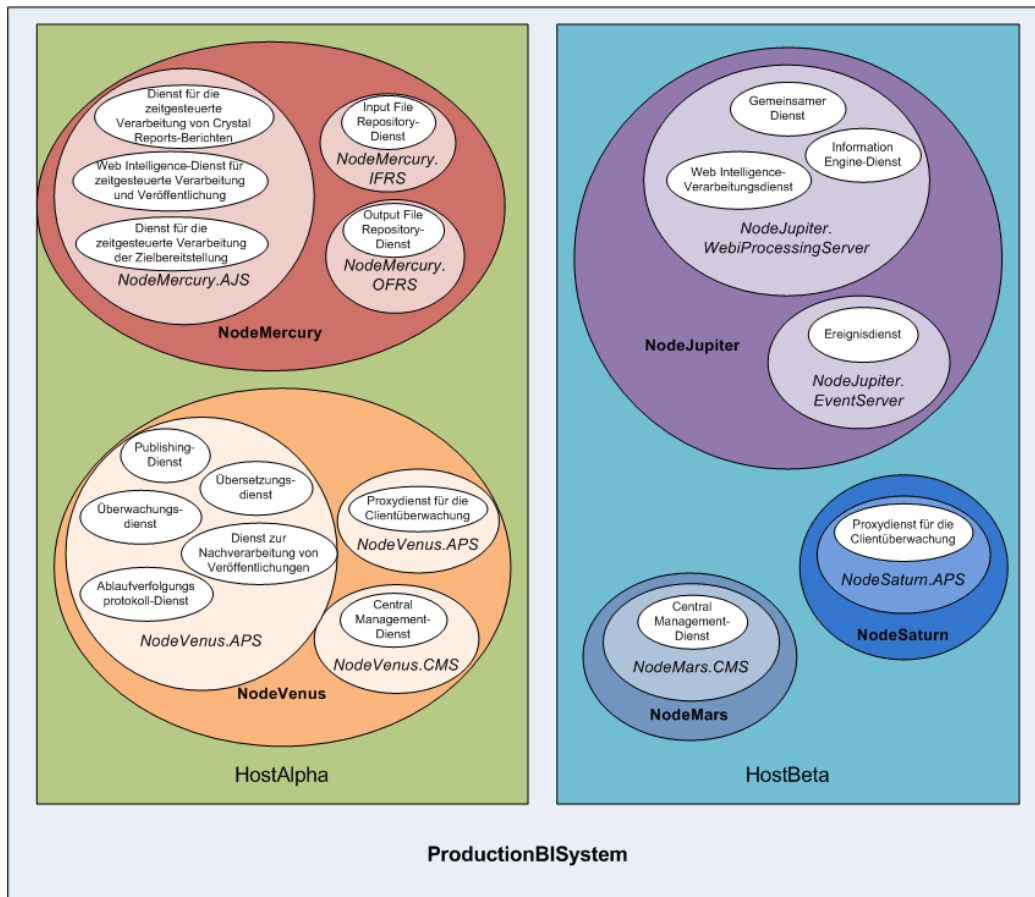 Dienst für die
zeitgesteuerte
Verarbeitung von Crystal
Reports-Berichten
Web Intelligence-Dienst für
zeitgesteuerte Verarbeitung
und Veröffentlichung
Dienst für die
zeitgesteuerte Verarbeitung
der Zielbereitstellung
NodeMercury.AJS
Input File
Repository-
Dienst
NodeMercury.
IFRS
Output File
Repository-
Dienst
NodeMercury.
OFRS
NodeMercury
Publishing-
Dienst
Übersetzungs-
dienst
Überwachungs-
dienst
Dienst zur
Nachverarbeitung von
Veröffentlichungen
Ablaufverfolgungs
protokoll-Dienst
NodeVenus.APS
Proxydienst für die
Clientüberwachung
NodeVenus.APS
Central
Management-
Dienst
NodeVenus.CMS
NodeVenus
HostAlpha
Gemeinsamer
Dienst
Information
Engine-Dienst
Web Intelligence-
Verarbeitungsdienst
NodeJupiter.
WebiProcessingServer
NodeJupiter
Ereignisdienst
NodeJupiter.
EventServer
Proxydienst für die
Clientüberwachung
NodeSaturn.APS
NodeSaturn
Central
Management-
Dienst
NodeMars.CMS
NodeMars
HostBeta
ProductionBISystem